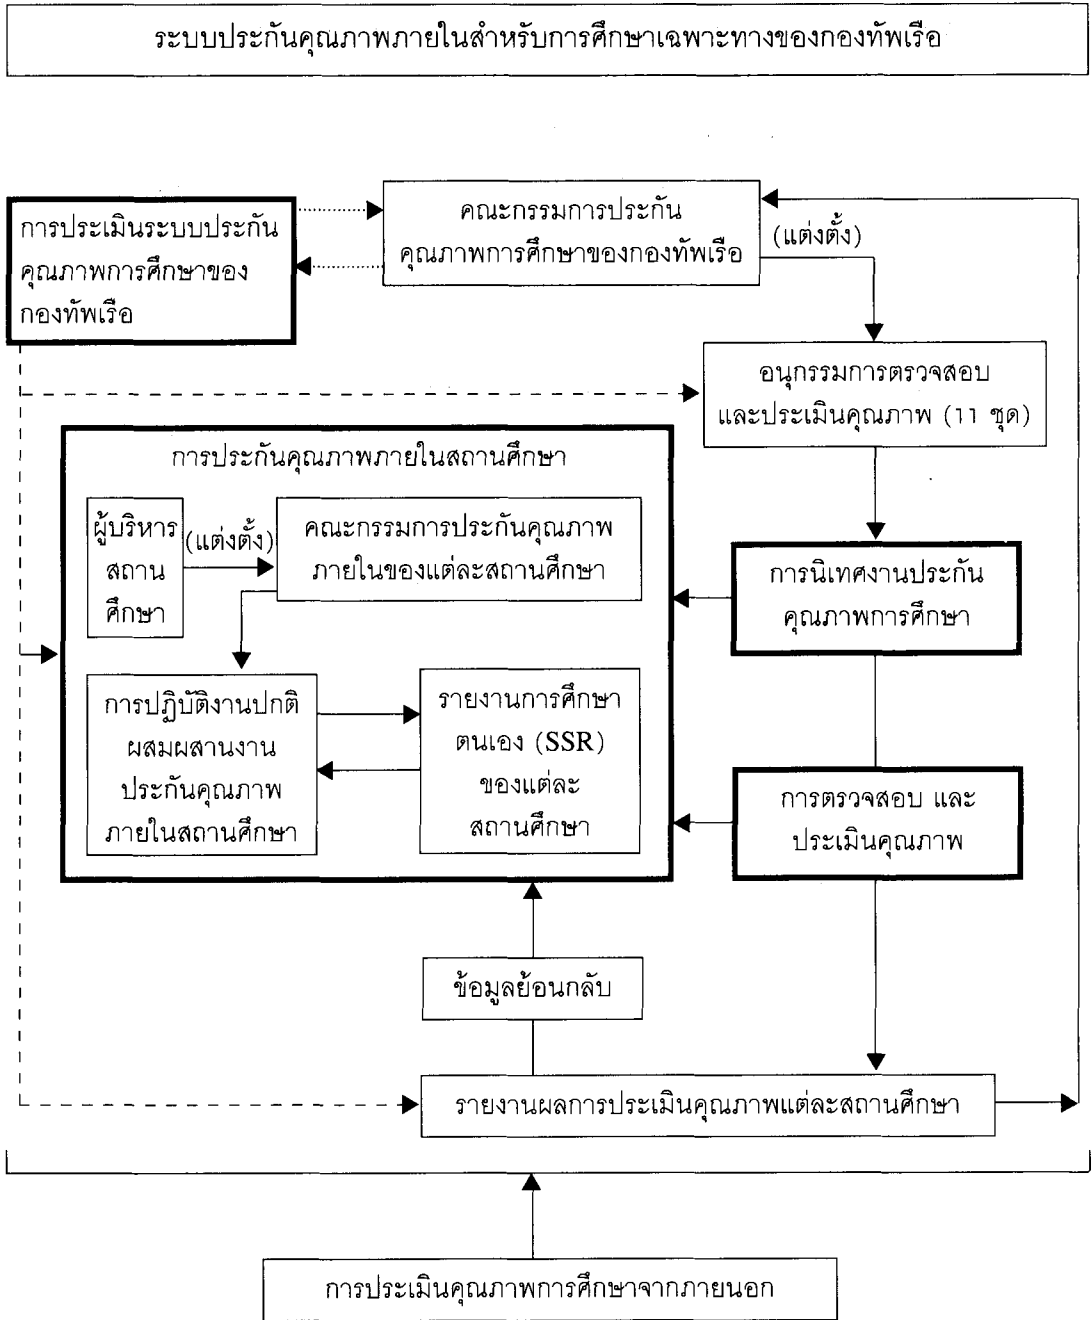 ระบบประกันคุณภาพภายในสำหรับการศึกษาเฉพาะทางของกองทัพเรือ
การประเมินระบบประกัน
คุณภาพการศึกษาของ
กองทัพเรือ
คณะกรรมการประกัน
คุณภาพการศึกษาของกองทัพเรือ
(แต่งตั้ง)
อนุกรรมการตรวจสอบ
และประเมินคุณภาพ (11 ชุด)
การประกันคุณภาพภายในสถานศึกษา
ผู้บริหาร
สถาน
ศึกษา
(แต่งตั้ง)
คณะกรรมการประกันคุณภาพ
ภายในของแต่ละสถานศึกษา
การนิเทศงานประกัน
คุณภาพการศึกษา
การปฏิบัติงานปกติ
ผสมผสานงาน
ประกันคุณภาพ
ภายในสถานศึกษา
รายงานการศึกษา
ตนเอง (SSR)
ของแต่ละ
สถานศึกษา
การตรวจสอบ และ
ประเมินคุณภาพ
ข้อมูลย้อนกลับ
รายงานผลการประเมินคุณภาพแต่ละสถานศึกษา
การประเมินคุณภาพการศึกษาจากภายนอก